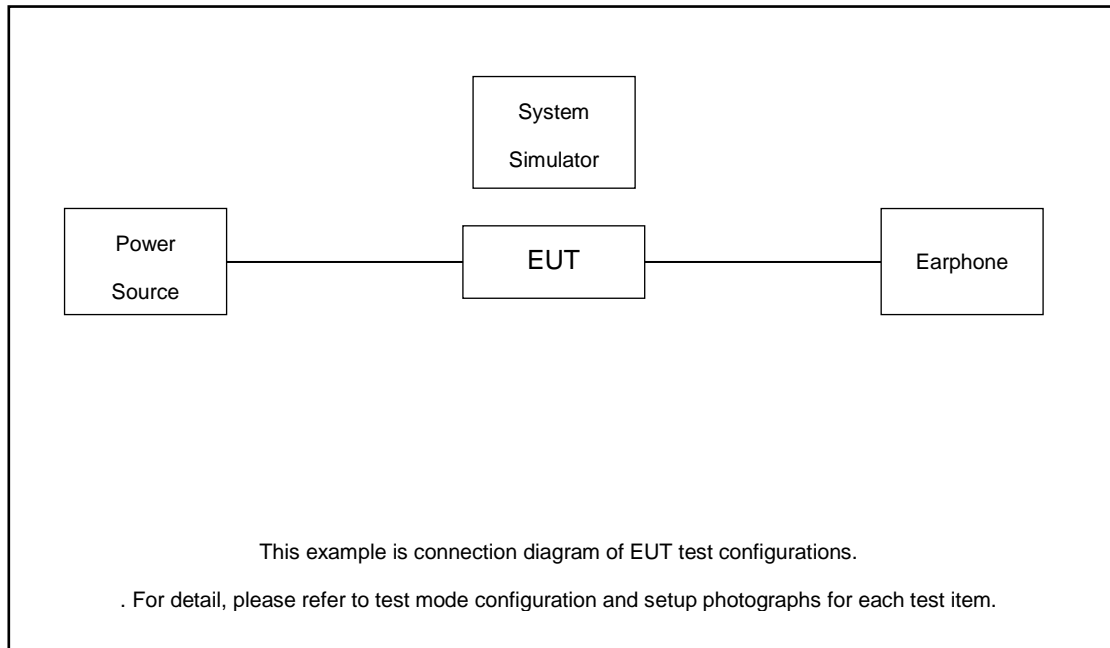 System
Simulator
Power
Source
EUT
Earphone
This example is connection diagram of EUT test configurations.
. For detail, please refer to test mode configuration and setup photographs for each test item.